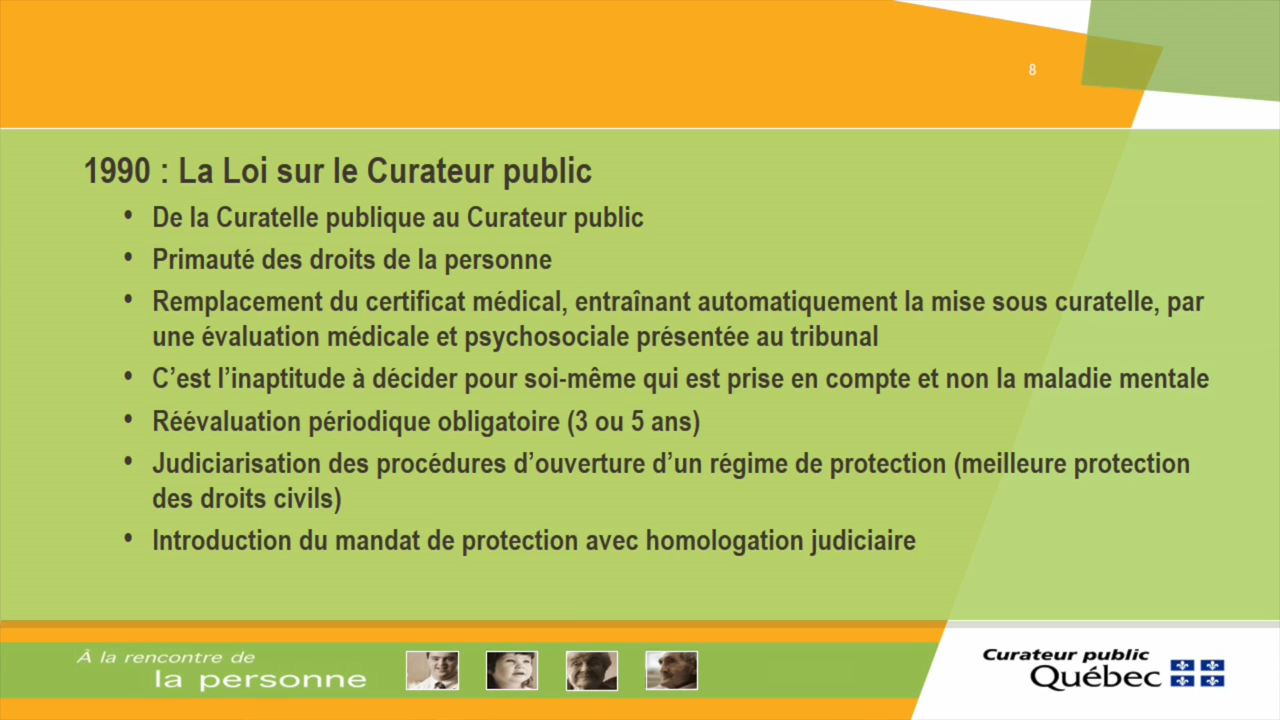 8
1990 : La Loi sur le Curateur public
• De la Curatelle publique au Curateur public
• Primauté des droits de la personne
• Remplacement du certificat médical, entraînant automatiquement la mise sous curatelle, par
une évaluation médicale et psychosociale présentée au tribunal
• C’est l’inaptitude à décider pour soi-même qui est prise en compte et non la maladie mentale
• Réévaluation périodique obligatoire (3 ou 5 ans)
• Judiciarisation des procédures d’ouverture d’un régime de protection (meilleure protection
des droits civils)
• Introduction du mandat de protection avec homologation judiciaire
À la rencontre de
la personne
Curateur public
Québec